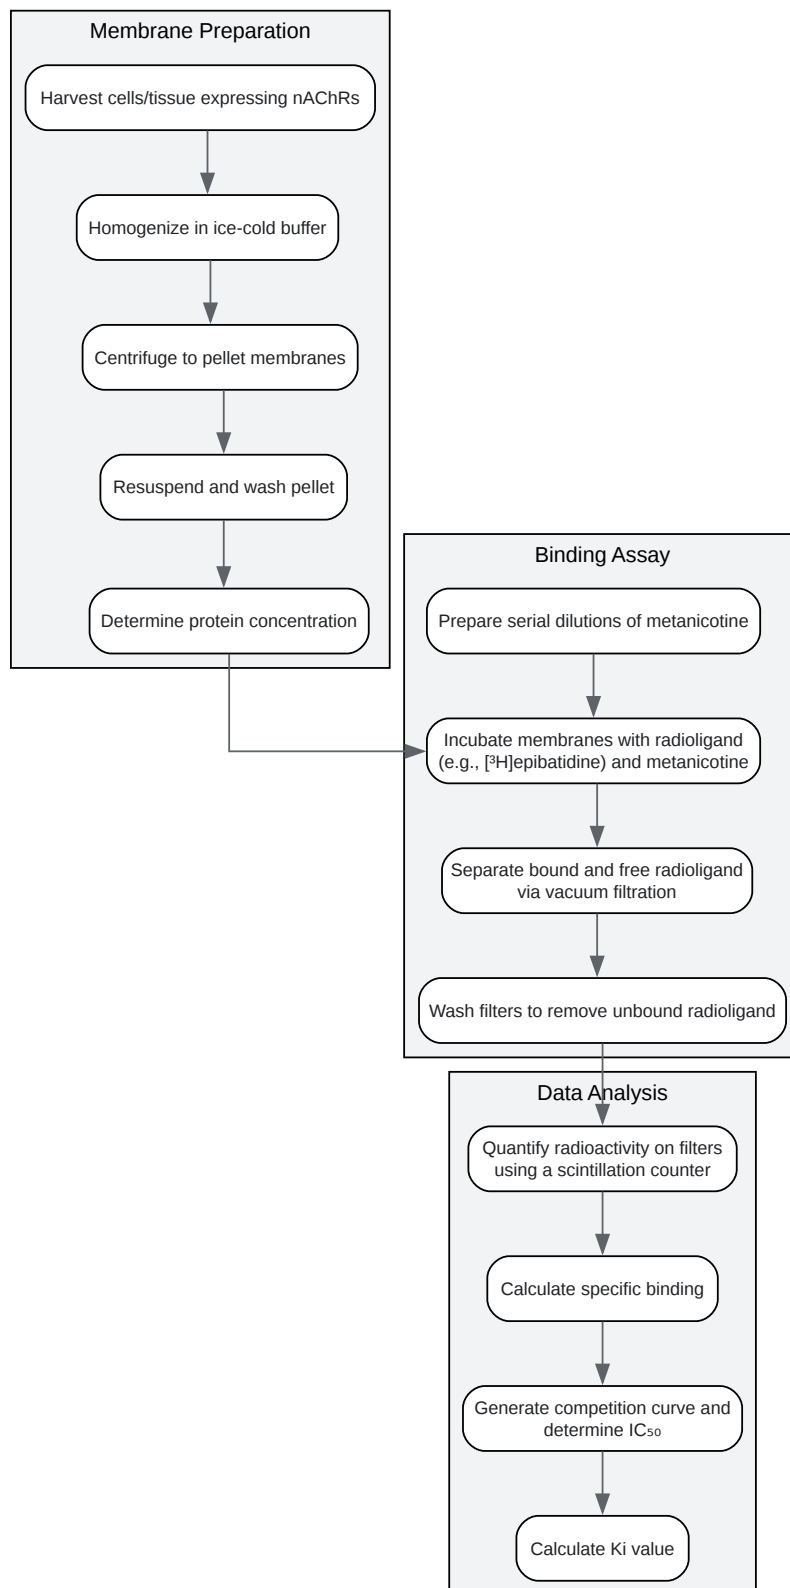 Membrane Preparation
Harvest cells/tissue expressing nAChRs
Homogenize in ice-cold buffer
Centrifuge to pellet membranes
Resuspend and wash pellet
Determine protein concentration
Binding Assay
Prepare serial dilutions of metanicotine
Incubate membranes with radioligand
(e.g., [³H]epibatidine) and metanicotine
Separate bound and free radioligand
via vacuum filtration
Wash filters to remove unbound radioligand
Data Analysis
Quantify radioactivity on filters
using a scintillation counter
Calculate specific binding
Generate competition curve and
determine IC₅₀
Calculate Ki value